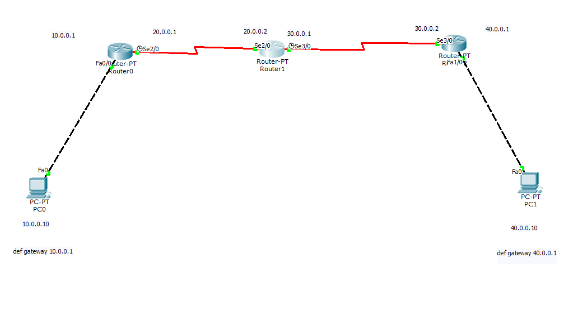 10.0.0.1
20.0.0.1
20.0.0.2
30.0.0.1
30.0.0.2
40.0.0.1
Se2/0
Fa0/0
Router-PT
Router0
Se2/0
Se3/0
Router-PT
Router1
Se3/0
Fa1/0
Fa0
PC-PT
PC0
10.0.0.10
def gateway 10.0.0.1
Fa0
PC-PT
PC1
40.0.0.10
def gateway 40.0.0.1